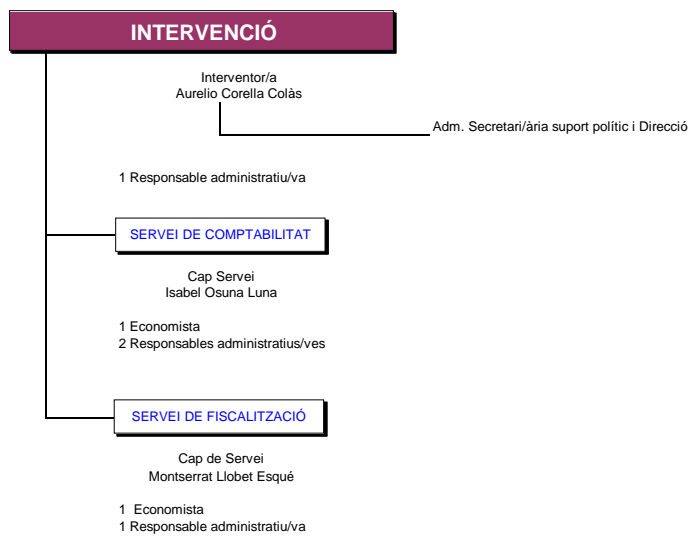 INTERVENCIÓ
Interventor/a
Aurelio Corella Colàs
Adm. Secretari/ària suport polític i Direcció
1 Responsable administratiu/va
SERVEI DE COMPTABILITAT
Cap Servei
Isabel Osuna Luna
1 Economista
2 Responsables administratius/ves
SERVEI DE FISCALITZACIÓ
Cap de Servei
Montserrat Llobet Esqué
1 Economista
1 Responsable administratiu/va